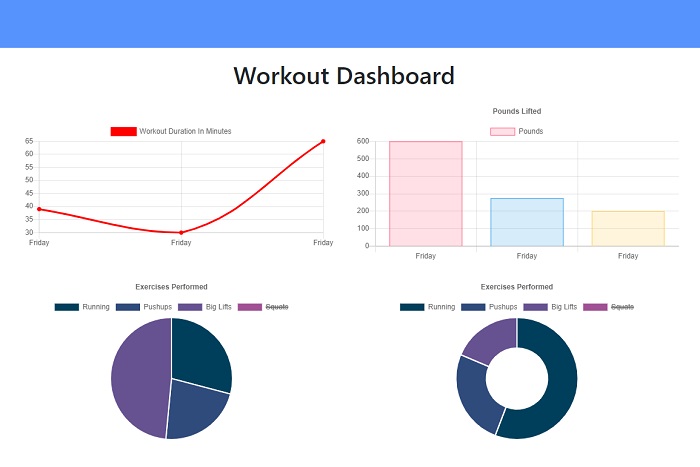 Workout Dashboard
Workout Duration In Minutes
65
60
55
50
45
40
35
30
Friday Friday Friday
Pounds Lifted
Pounds
600
500
400
300
200
100
0
Friday Friday Friday
Exercises Performed
Running Pushups Big Lifts Squats
Exercises Performed
Running Pushups Big Lifts Squats